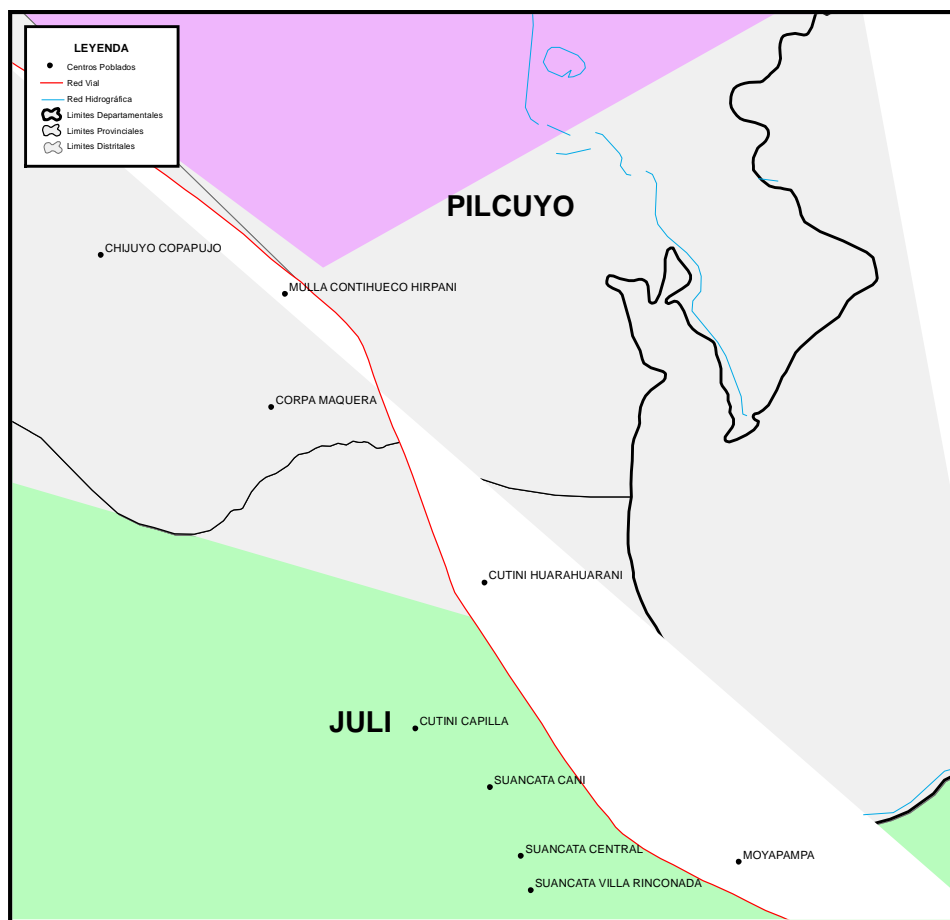 LEYENDA
Centros Poblados
Red Vial
Red Hidrográfica
Limites Departamentales
Limites Provinciales
Limites Distritales
PILCUYO
CHIJUYO COPAPUJO
MULLA CONTIHUECO HIRPANI
CORPA MAQUERA
CUTINI HUARAHUARANI
JULI
CUTINI CAPILLA
SUANCATA CANI
SUANCATA CENTRAL
MOYAPAMPA
SUANCATA VILLA RINCONADA